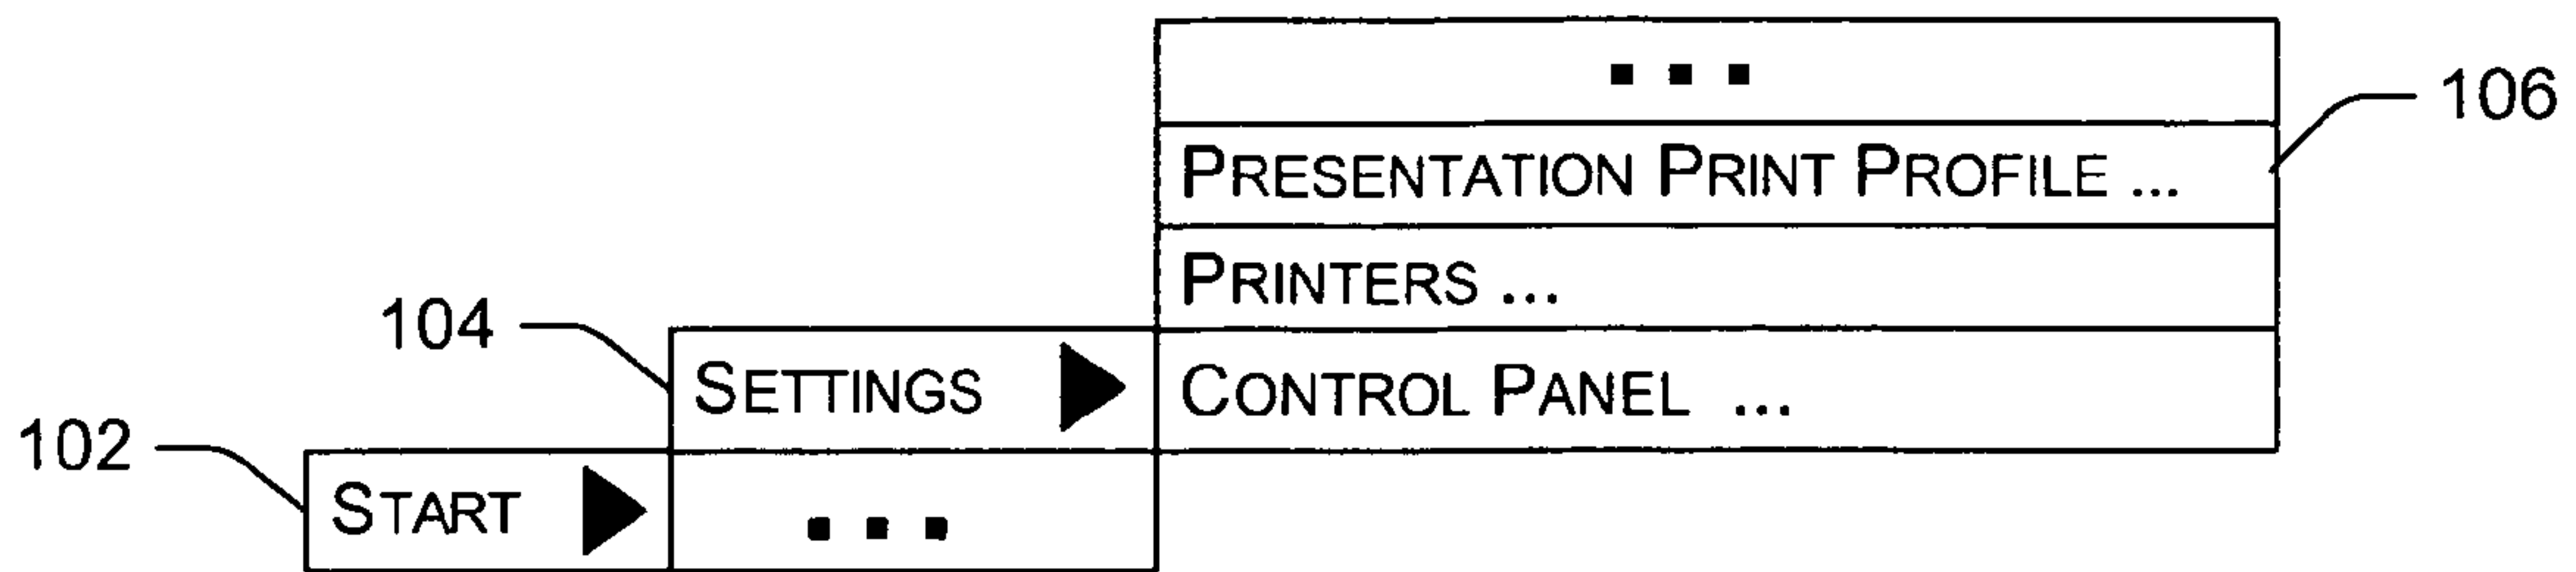 ▪ ▪ ▪
106
PRESENTATION PRINT PROFILE ...
PRINTERS ...
104
SETTINGS
CONTROL PANEL ...
102
START
▪ ▪ ▪